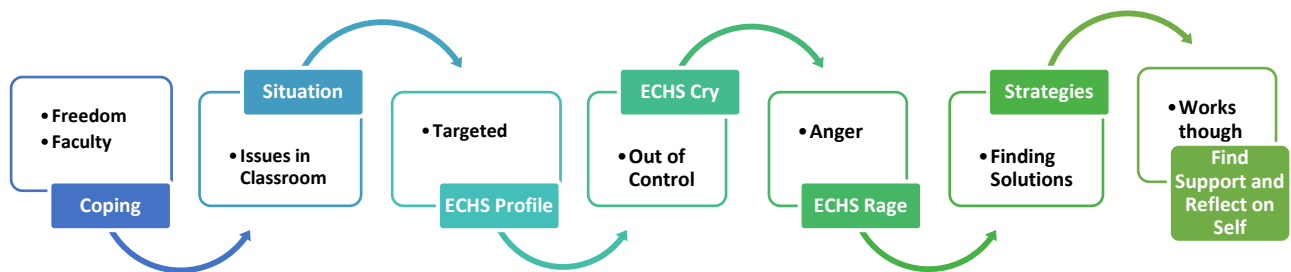 • Freedom
• Faculty
Coping
Situation
• Issues in
Classroom
• Targeted
ECHS Profile
ECHS Cry
• Out of
Control
• Anger
ECHS Rage
Strategies
• Finding
Solutions
• Works
though
Find
Support and
Reflect on
Self